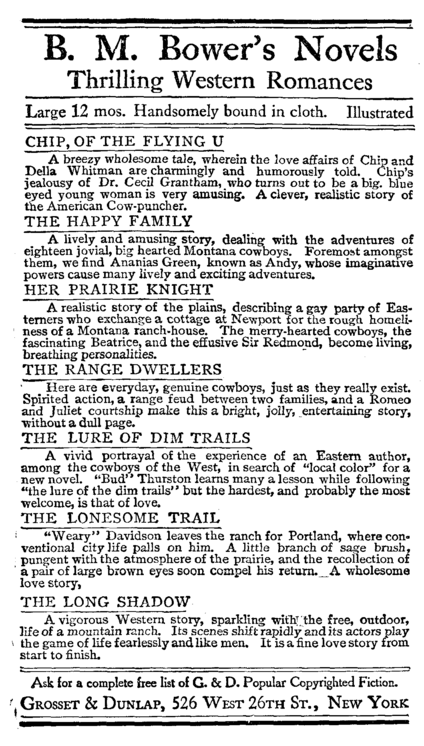 B. M. Bower's Novels
Thrilling Western Romances
Large 12 mos. Handsomely bound in cloth. Illustrated
CHIP, OF THE FLYING U
A breezy wholesome tale, wherein the love affairs of Chip and
Della Whitman are charmingly and humorously told. Chip's
jealousy of Dr. Cecil Grantham, who turns out to be a big, blue
eyed young woman is very amusing. A clever, realistic story of
the American Cow-puncher.
THE HAPPY FAMILY
A lively and amusing story, dealing with the adventures of
eighteen jovial, big hearted Montana cowboys. Foremost amongst
them, we find Ananias Green, known as Andy, whose imaginative
powers cause many lively and exciting adventures.
HER PRAIRIE KNIGHT
A realistic story of the plains, describing a gay party of Eas-
terners who exchange a cottage at Newport for the rough homeli-
ness of a Montana ranch-house. The merry-hearted cowboys, the
fascinating Beatrice, and the effusive Sir Redmond, become living,
breathing personalities.
THE RANGE DWELLERS
Here are everyday, genuine cowboys, just as they really exist.
Spirited action, a range feud between two families, and a Romeo
and Juliet courtship make this a bright, jolly, entertaining story,
without a dull page.
THE LURE OF DIM TRAILS
A vivid portrayal of the experience of an Eastern author,
among the cowboys of the West, in search of "local color" for a
new novel. "Bud" Thurston learns many a lesson while following
"the lure of the dim trails" but the hardest, and probably the most
welcome, is that of love.
THE LONESOME TRAIL
"Weary" Davidson leaves the ranch for Portland, where con-
ventional city life palls on him. A little branch of sage brush,
pungent with the atmosphere of the prairie, and the recollection of
a pair of large brown eyes soon compel his return. A wholesome
love story,
THE LONG SHADOW
A vigorous Western story, sparkling with the free, outdoor,
life of a mountain ranch. Its scenes shift rapidly and its actors play
the game of life fearlessly and like men. It is a fine love story from
start to finish.
Ask for a complete free list of G. & D. Popular Copyrighted Fiction.
GROSSET & DUNLAP, 526 WEST 26TH ST., NEW YORK